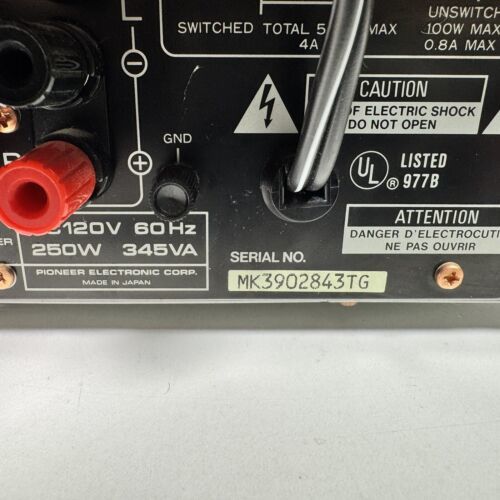 L
UNSWITCH
SWITCHED TOTAL 5 MAX
4A
100W MAX
0.8A MAX
CAUTION
OF ELECTRIC SHOCK
DO NOT OPEN
GND
R
UL ® LISTED
977B
AC120V 60Hz
250W 345VA
PIONEER ELECTRONIC CORP.
MADE IN JAPAN
ATTENTION
DANGER D'ELECTROCUTI
NE PAS OUVRIR
SERIAL NO.
MK3902843TG